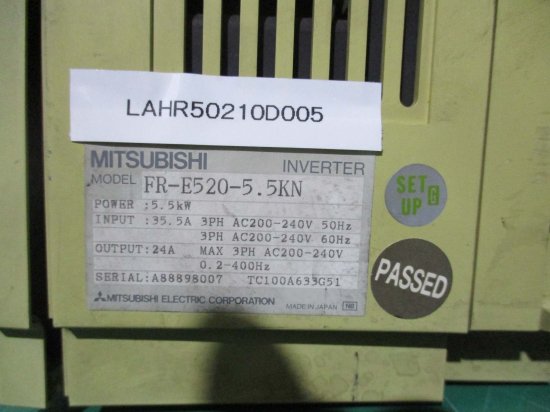 LAHR50210D005
MITSUBISHI INVERTER
MODEL FR-E520-5.5KN
POWER :5.5kW
INPUT :35.5A 3PH AC200-240V 50Hz
3PH AC200-240V 60Hz
OUTPUT:24A MAX 3PH AC200-240V
0.2-400Hz
SERIAL:A88898007 TC100A633G51
MITSUBISHI ELECTRIC CORPORATION MADE IN JAPAN
SET
UP
PASSED